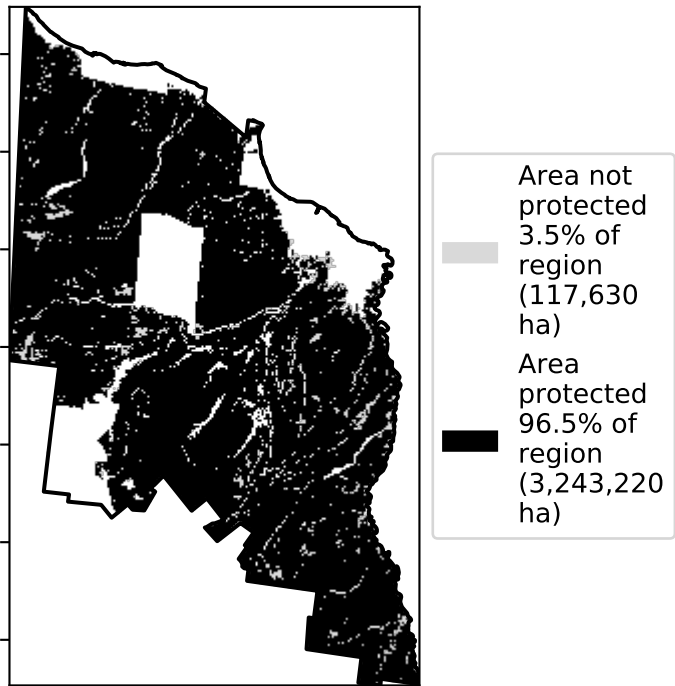 Area not
protected
3.5% of
region
(117,630
ha)
Area
protected
96.5% of
region
(3,243,220
ha)